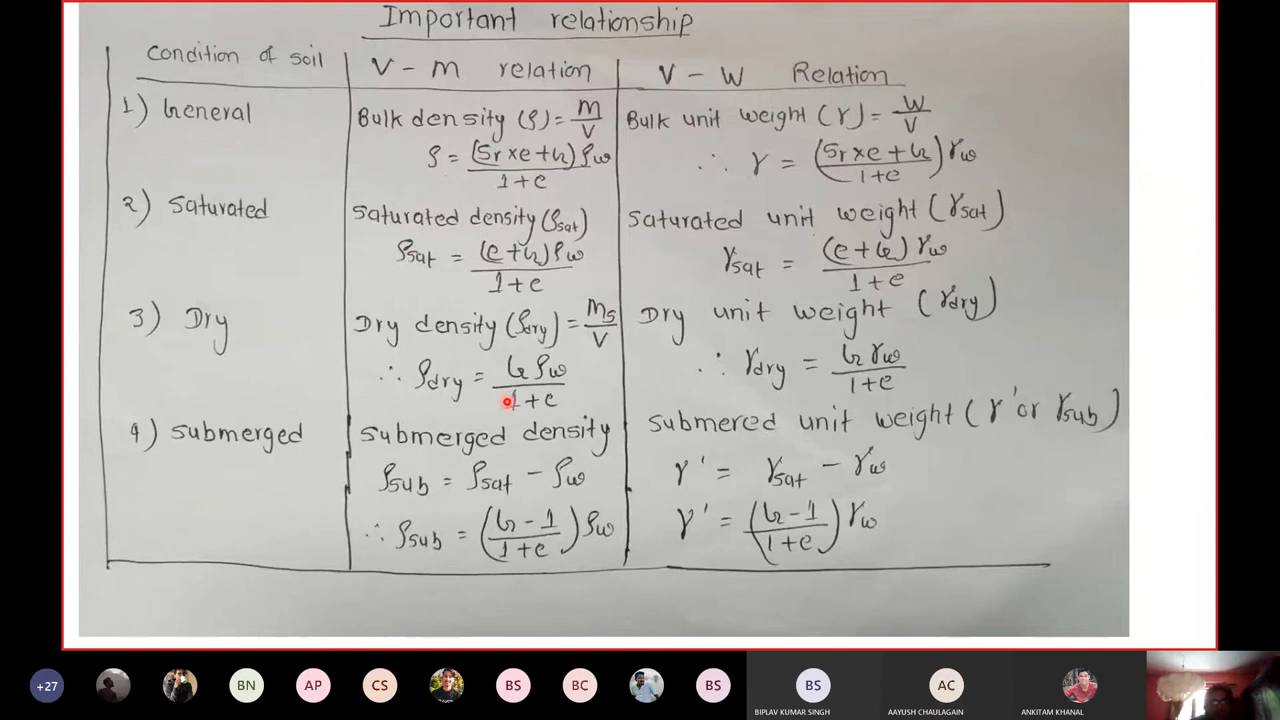 Important relationship
Condition of soil
V - m relation
V - W Relation
1) General
Bulk density (ρ) = m/V
Bulk unit weight (γ) = W/V
ρ = (Sr×e+G)ρw / 1+e
∴ γ = (Sr×e+G)γw / 1+e
2) Saturated
saturated density (ρsat)
saturated unit weight (γsat)
ρsat = (e+G)ρw / 1+e
γsat = (e+G)γw / 1+e
3) Dry
Dry density (ρdry) = Ms/V
Dry unit weight (γdry)
∴ ρdry = Gρw / 1+e
∴ γdry = Gγw / 1+e
4) submerged
submerged density
submered unit weight (γ' or γsub)
ρsub = ρsat - ρw
γ' = γsat - γw
∴ ρsub = (G-1 / 1+e) ρw
γ' = (G-1 / 1+e) γw
+27
BN
AP
CS
BS
BC
BS
BS
AC
BIPLAV KUMAR SINGH
AAYUSH CHAULAGAIN
ANKITAM KHANAL